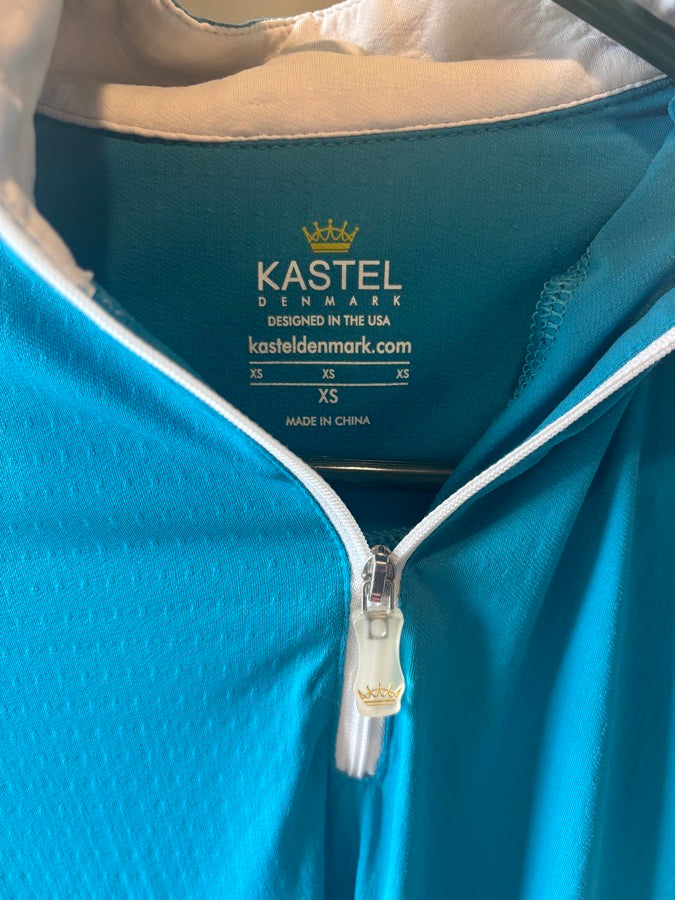 KASTEL
DENMARK
DESIGNED IN THE USA
kasteldenmark.com
XS XS XS
XS
MADE IN CHINA